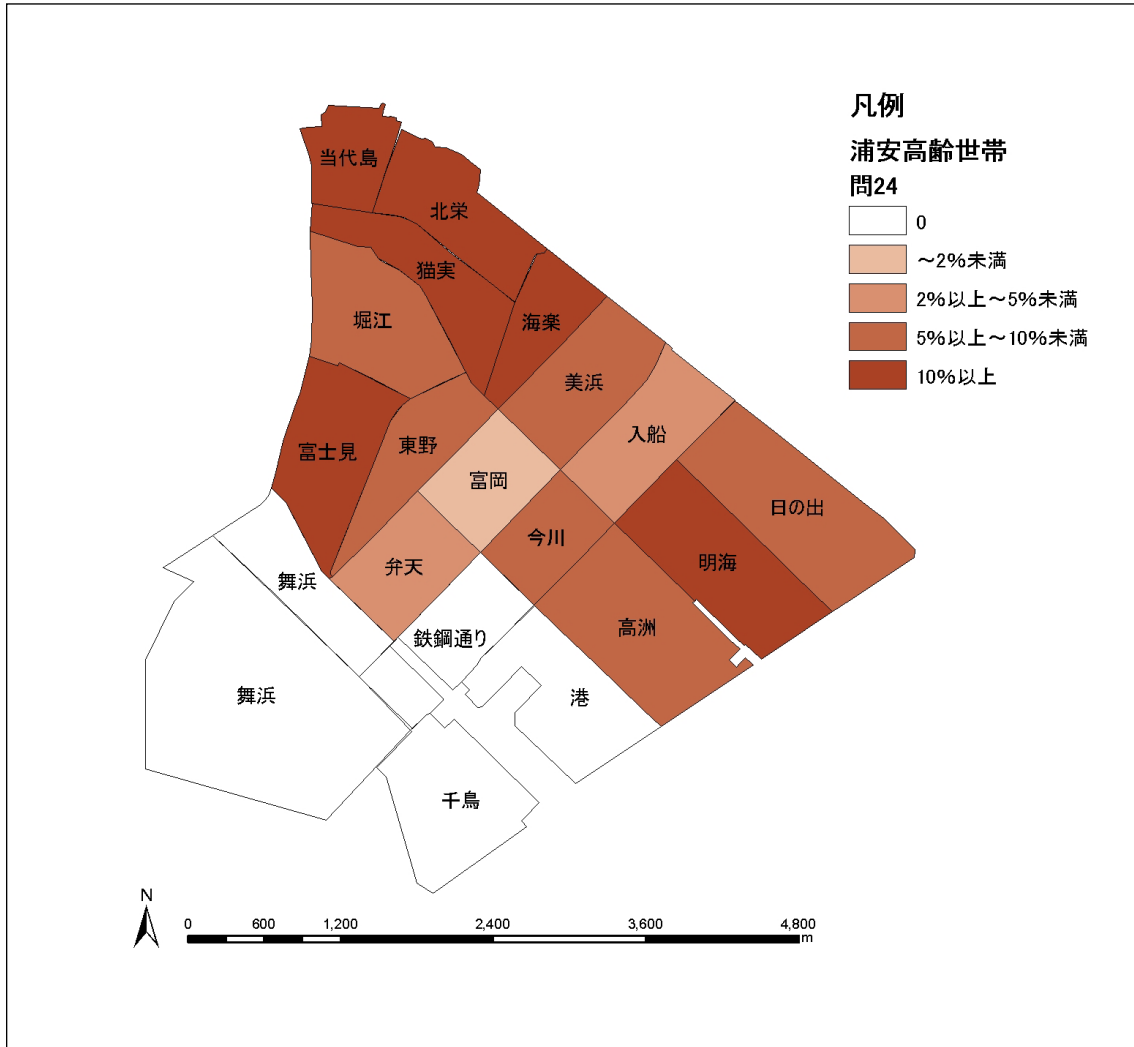 凡例
浦安高齢世帯
問24
0
～2%未満
2%以上～5%未満
5%以上～10%未満
10%以上
当代島
北栄
猫実
海楽
堀江
美浜
入船
富士見
東野
富岡
日の出
今川
明海
弁天
舞浜
高洲
鉄鋼通り
舞浜
港
千鳥
N
0 600 1,200 2,400 3,600 4,800
m